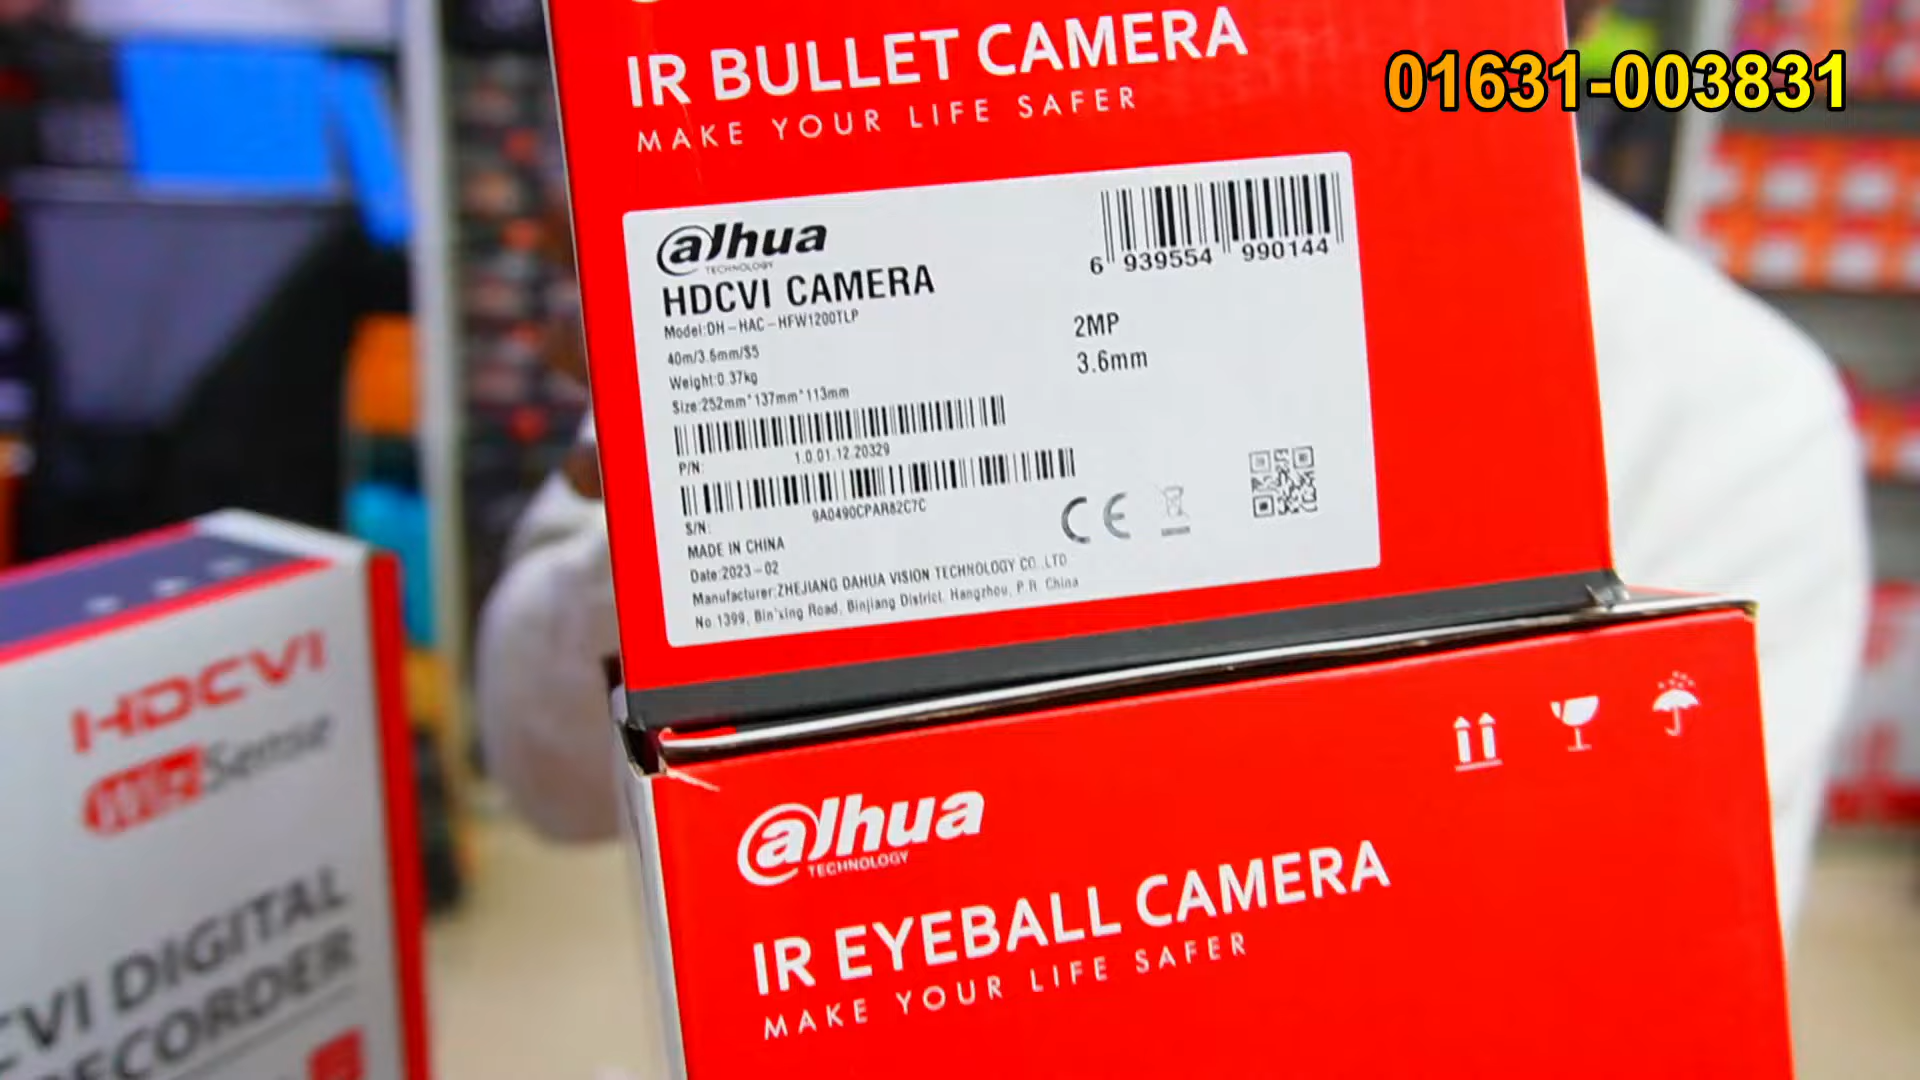 IR BULLET CAMERA
MAKE YOUR LIFE SAFER
01631-003831
alhua
TECHNOLOGY
HDCVI CAMERA
Model:DH-HAC-HFW1200TLP
40m/3.6mm/S5
Weight:0.37kg
Size:252mm*137mm*113mm
6 939554 990144
2MP
3.6mm
P/N: 1.0.01.12.20329
S/N: 9A0490CPAR82C7C
CE
MADE IN CHINA
Date:2023-02
Manufacturer:ZHEJIANG DAHUA VISION TECHNOLOGY CO.,LTD
No.1399, Bin'xing Road, Binjiang District, Hangzhou, P.R. China
alhua
TECHNOLOGY
IR EYEBALL CAMERA
MAKE YOUR LIFE SAFER
HDCVI
WizSense
CVI DIGITAL
RECORDER